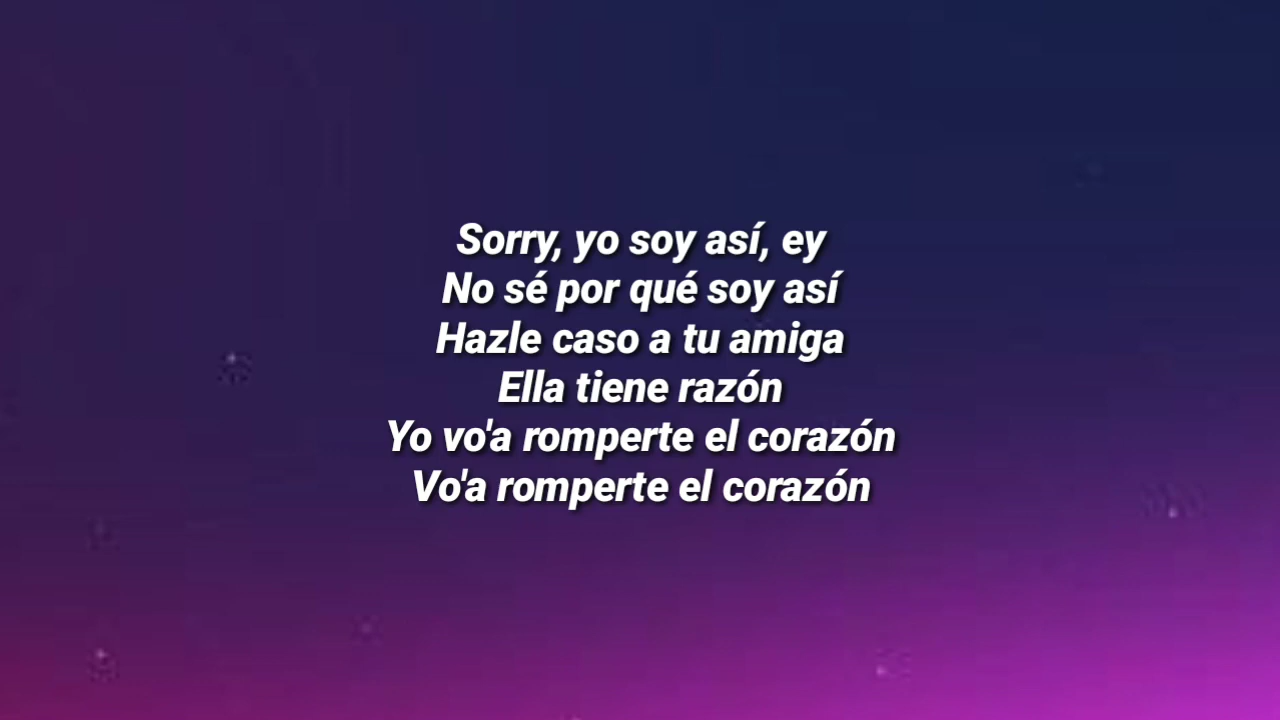 Sorry, yo soy así, ey
No sé por qué soy así
Hazle caso a tu amiga
Ella tiene razón
Yo vo'a romperte el corazón
Vo'a romperte el corazón